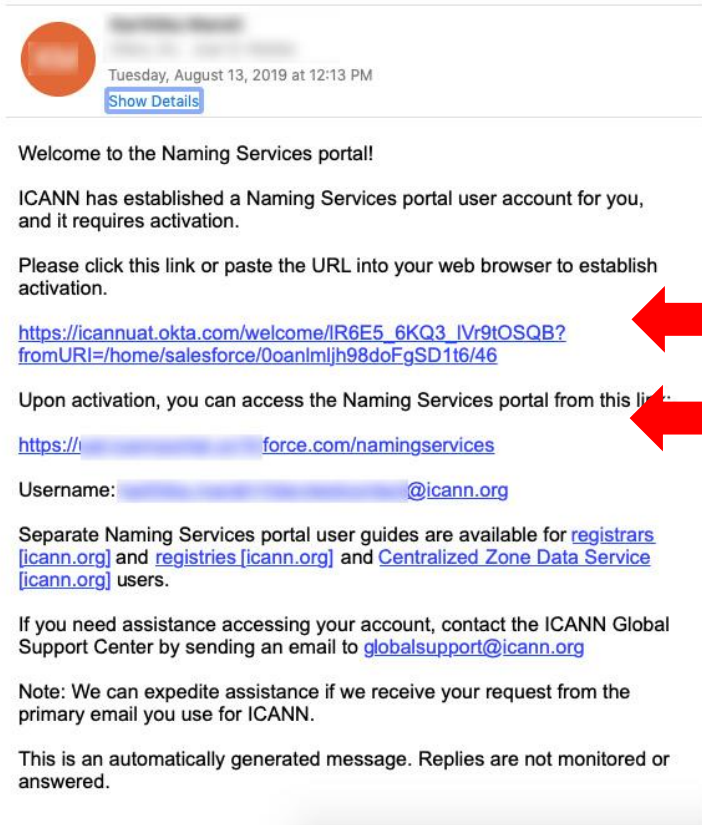 Tuesday, August 13, 2019 at 12:13 PM
Show Details
Welcome to the Naming Services portal!
ICANN has established a Naming Services portal user account for you,
and it requires activation.
Please click this link or paste the URL into your web browser to establish
activation.
https://icannuat.okta.com/welcome/lR6E5_6KQ3_lVr9tOSQB?
fromURI=/home/salesforce/0oanlmljh98doFgSD1t6/46
Upon activation, you can access the Naming Services portal from this link:
https:// force.com/namingservices
Username: @icann.org
Separate Naming Services portal user guides are available for registrars
[icann.org] and registries [icann.org] and Centralized Zone Data Service
[icann.org] users.
If you need assistance accessing your account, contact the ICANN Global
Support Center by sending an email to globalsupport@icann.org
Note: We can expedite assistance if we receive your request from the
primary email you use for ICANN.
This is an automatically generated message. Replies are not monitored or
answered.